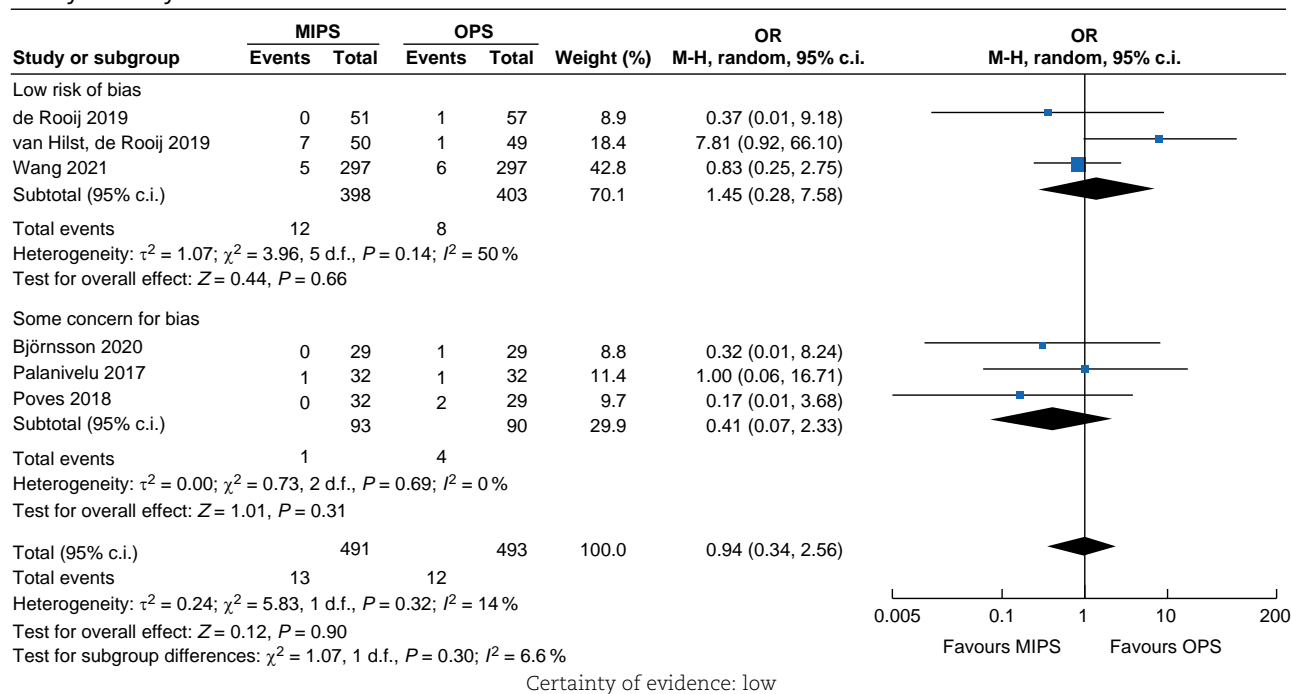 MIPS OPS OR OR
Study or subgroup Events Total Events Total Weight (%) M-H, random, 95% c.i. M-H, random, 95% c.i.
Low risk of bias
de Rooij 2019 0 51 1 57 8.9 0.37 (0.01, 9.18)
van Hilst, de Rooij 2019 7 50 1 49 18.4 7.81 (0.92, 66.10)
Wang 2021 5 297 6 297 42.8 0.83 (0.25, 2.75)
Subtotal (95% c.i.) 398 403 70.1 1.45 (0.28, 7.58)
Total events 12 8
Heterogeneity: τ² = 1.07; χ² = 3.96, 5 d.f., P = 0.14; I² = 50 %
Test for overall effect: Z = 0.44, P = 0.66
Some concern for bias
Björnsson 2020 0 29 1 29 8.8 0.32 (0.01, 8.24)
Palanivelu 2017 1 32 1 32 11.4 1.00 (0.06, 16.71)
Poves 2018 0 32 2 29 9.7 0.17 (0.01, 3.68)
Subtotal (95% c.i.) 93 90 29.9 0.41 (0.07, 2.33)
Total events 1 4
Heterogeneity: τ² = 0.00; χ² = 0.73, 2 d.f., P = 0.69; I² = 0 %
Test for overall effect: Z = 1.01, P = 0.31
Total (95% c.i.) 491 493 100.0 0.94 (0.34, 2.56)
Total events 13 12
Heterogeneity: τ² = 0.24; χ² = 5.83, 1 d.f., P = 0.32; I² = 14 %
0.005 0.1 1 10 200
Test for overall effect: Z = 0.12, P = 0.90
Favours MIPS Favours OPS
Test for subgroup differences: χ² = 1.07, 1 d.f., P = 0.30; I² = 6.6 %
Certainty of evidence: low